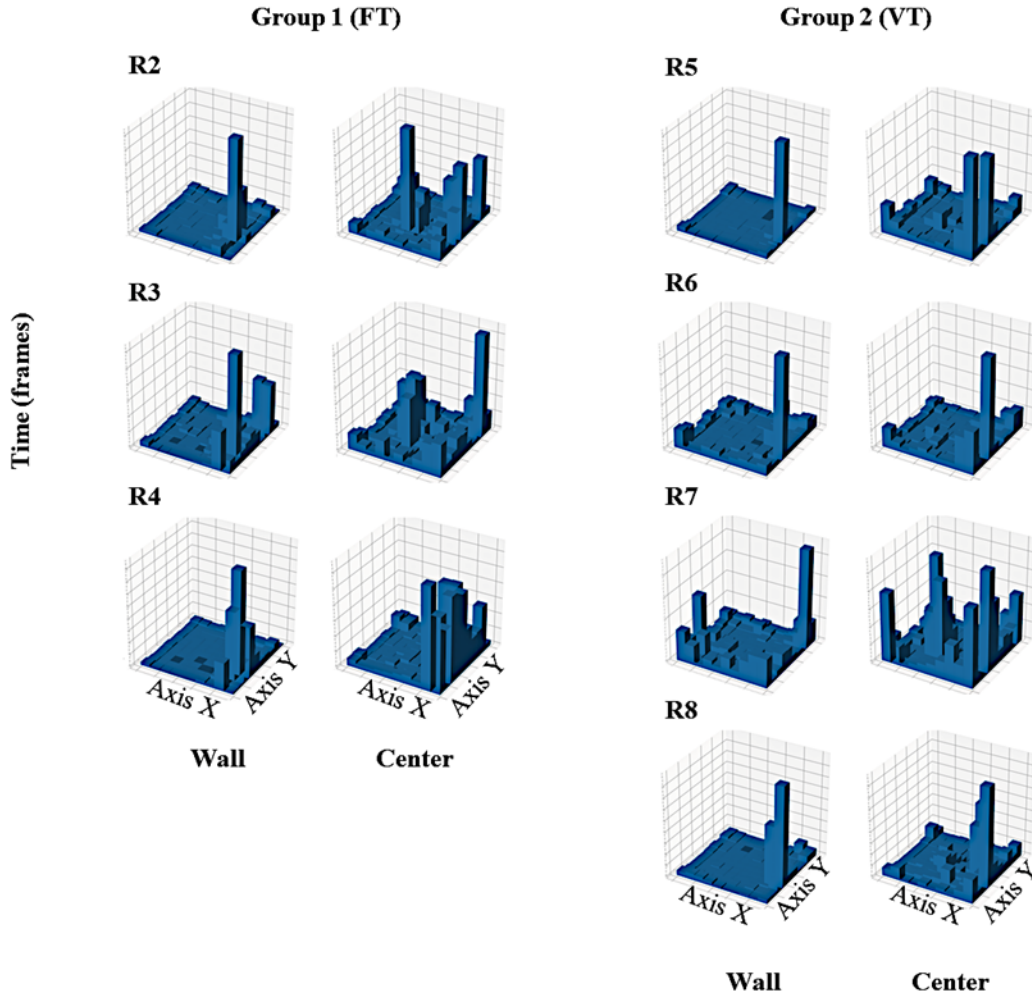 Group 1 (FT)
Group 2 (VT)
R2
R5
R3
R6
Time (frames)
R4
R7
Axis X
Axis Y
Axis X
Axis Y
Wall
Center
R8
Axis X
Axis Y
Axis X
Axis Y
Wall
Center